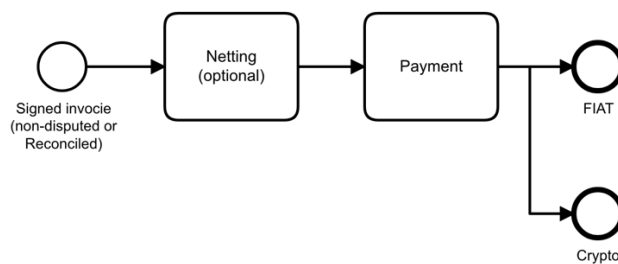 Netting
(optional)
Payment
Signed invocie
(non-disputed or
Reconciled)
FIAT
Crypto